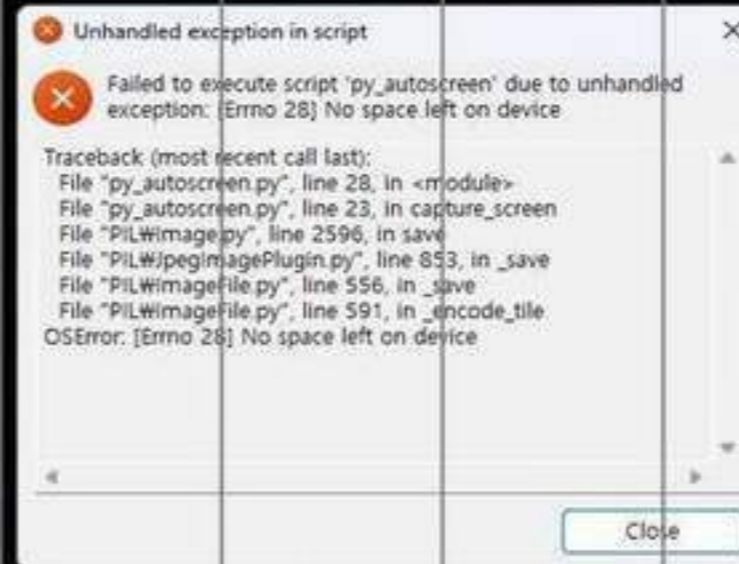 Unhandled exception in script
Failed to execute script 'py_autoscreen' due to unhandled
exception: [Errno 28] No space left on device
Traceback (most recent call last):
File "py_autoscreen.py", line 28, in <module>
File "py_autoscreen.py", line 23, in capture_screen
File "PIL₩Image.py", line 2596, in save
File "PIL₩JpegImagePlugin.py", line 853, in _save
File "PIL₩ImageFile.py", line 556, in _save
File "PIL₩ImageFile.py", line 591, in _encode_tile
OSError: [Errno 28] No space left on device
Close